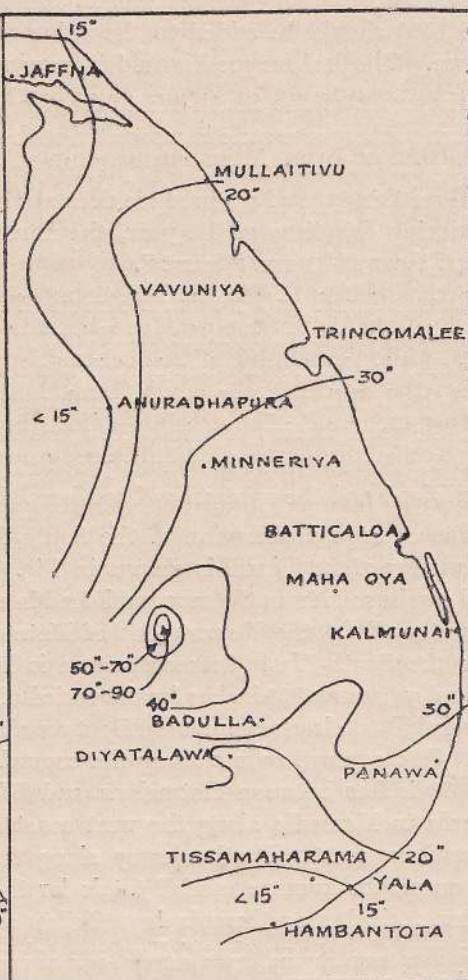 15"
JAFFNA
MULLAITIVU
20"
VAVUNIYA
TRINCOMALEE
30"
< 15"
ANURADHAPURA
MINNERIYA
BATTICALOA
MAHA OYA
KALMUNAI
50"-70"
70"-90
40"
BADULLA
30"
DIYATALAWA
PANAWA
TISSAMAHARAMA
20"
< 15"
YALA
15"
HAMBANTOTA